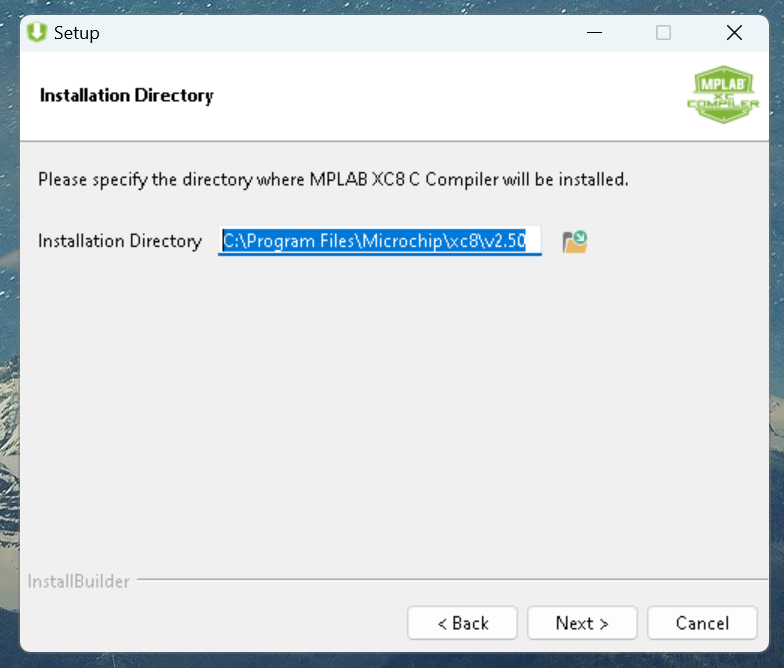 Setup
Installation Directory
MPLAB
XC
COMPILER
Please specify the directory where MPLAB XC8 C Compiler will be installed.
Installation Directory C:\Program Files\Microchip\xc8\v2.50
InstallBuilder
< Back Next > Cancel